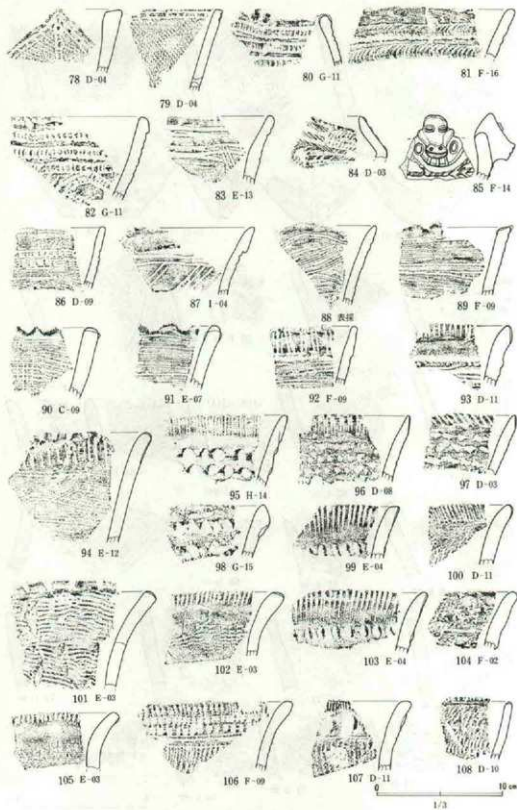 78 D-04
79 D-04
80 G-11
81 F-16
82 G-11
83 E-13
84 D-03
85 F-14
86 D-09
87 I-04
88 表採
89 F-09
90 C-09
91 E-07
92 F-09
93 D-11
94 E-12
95 H-14
96 D-08
97 D-03
98 G-15
99 E-04
100 D-11
101 E-03
102 E-03
103 E-04
104 F-02
105 E-03
106 F-09
107 D-11
108 D-10
0 10 cm
1/3